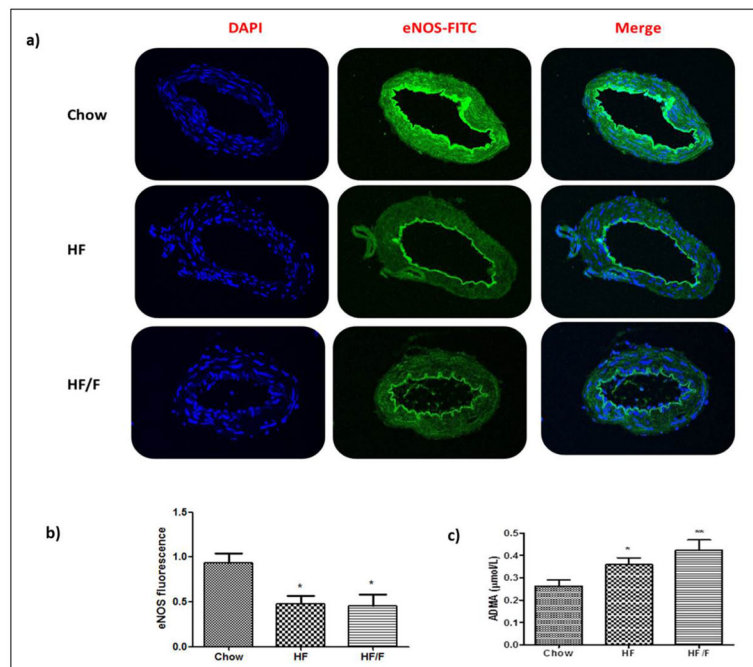 a)
DAPI eNOS-FITC Merge
Chow
HF
HF/F
b)
eNOS fluorescence
1.5
1.0
0.5
0.0
*
*
Chow HF HF/F
c)
ADMA (µmol/L)
0.5
0.4
0.3
0.2
0.1
0.0
*
**
Chow HF HF/F